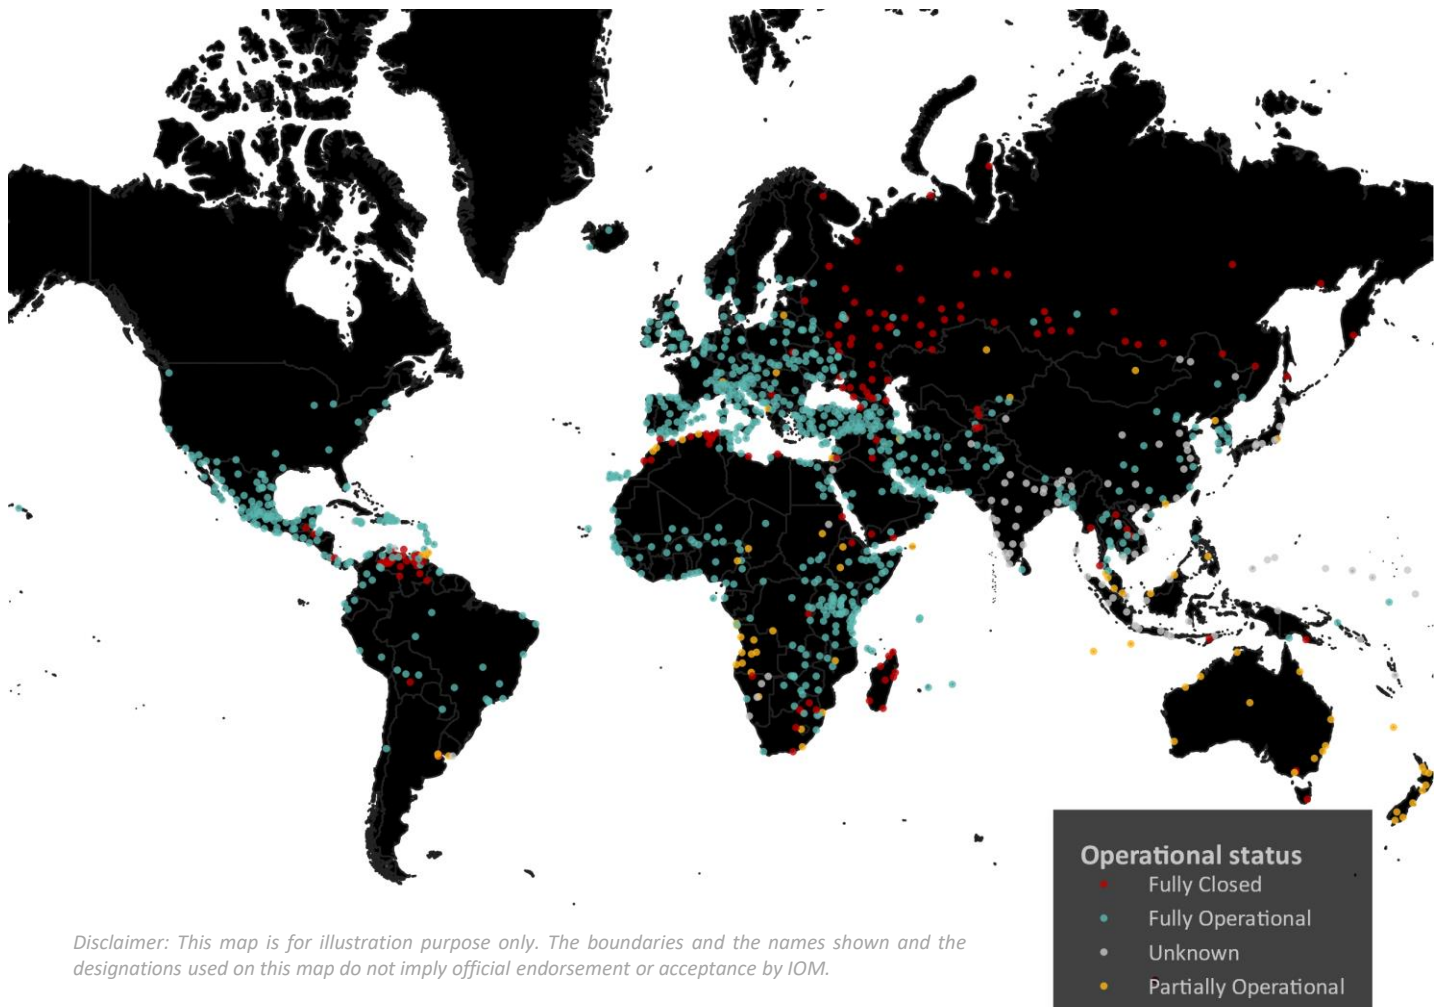 Operational status
Fully Closed
Fully Operational
Unknown
Partially Operational
Disclaimer: This map is for illustration purpose only. The boundaries and the names shown and the
designations used on this map do not imply official endorsement or acceptance by IOM.